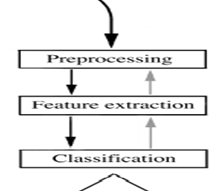 Preprocessing
Feature extraction
Classification